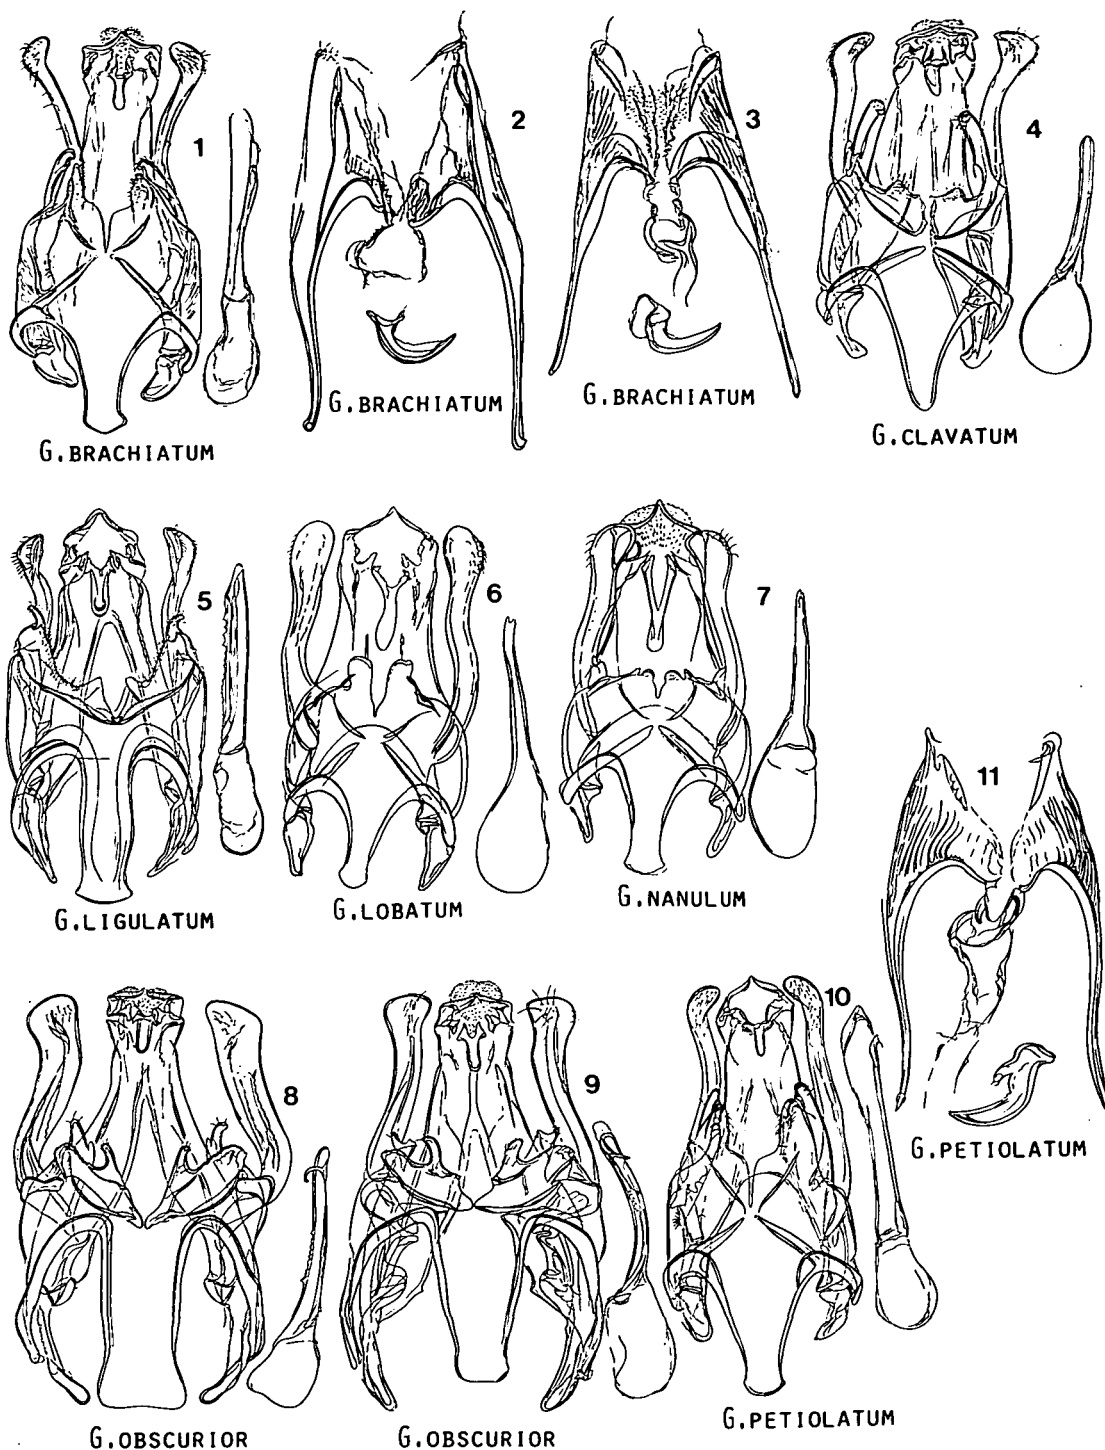 1
2
3
4
G.BRACHIATUM
G.BRACHIATUM
G.BRACHIATUM
G.CLAVATUM
5
6
7
G.LIGULATUM
G.LOBATUM
G.NANULUM
8
9
10
11
G.OBSCURIOR
G.OBSCURIOR
G.PETIOLATUM
G.PETIOLATUM